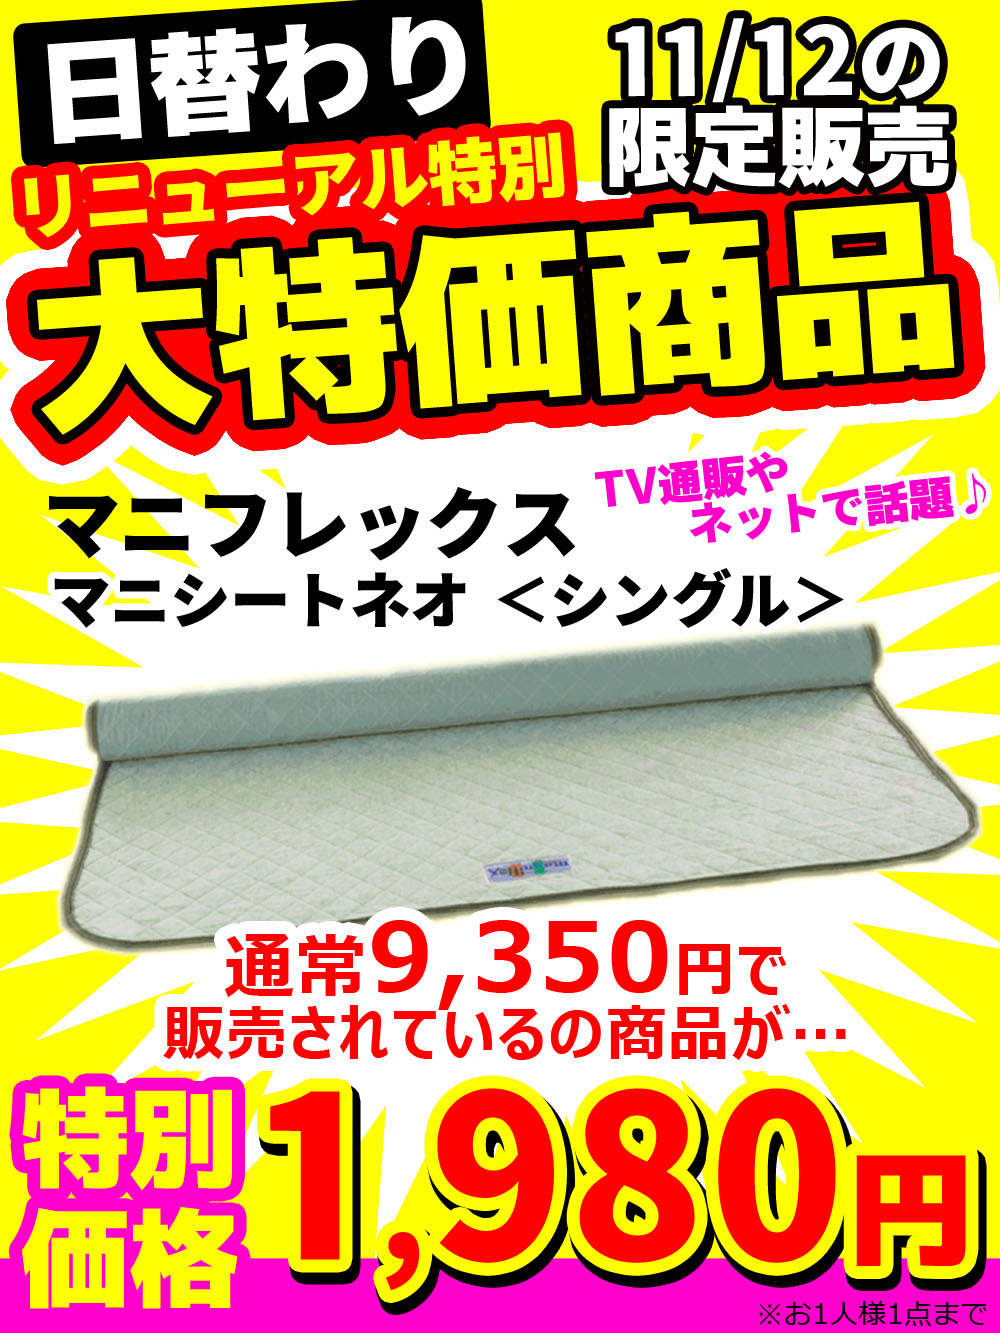 日替わり
11/12の
限定販売
リニューアル特別
大特価商品
TV通販や
ネットで話題♪
マニフレックス
マニシートネオ <シングル>
通常9,350円で
販売されているの商品が…
特別
価格
1,980円
※お1人様1点まで